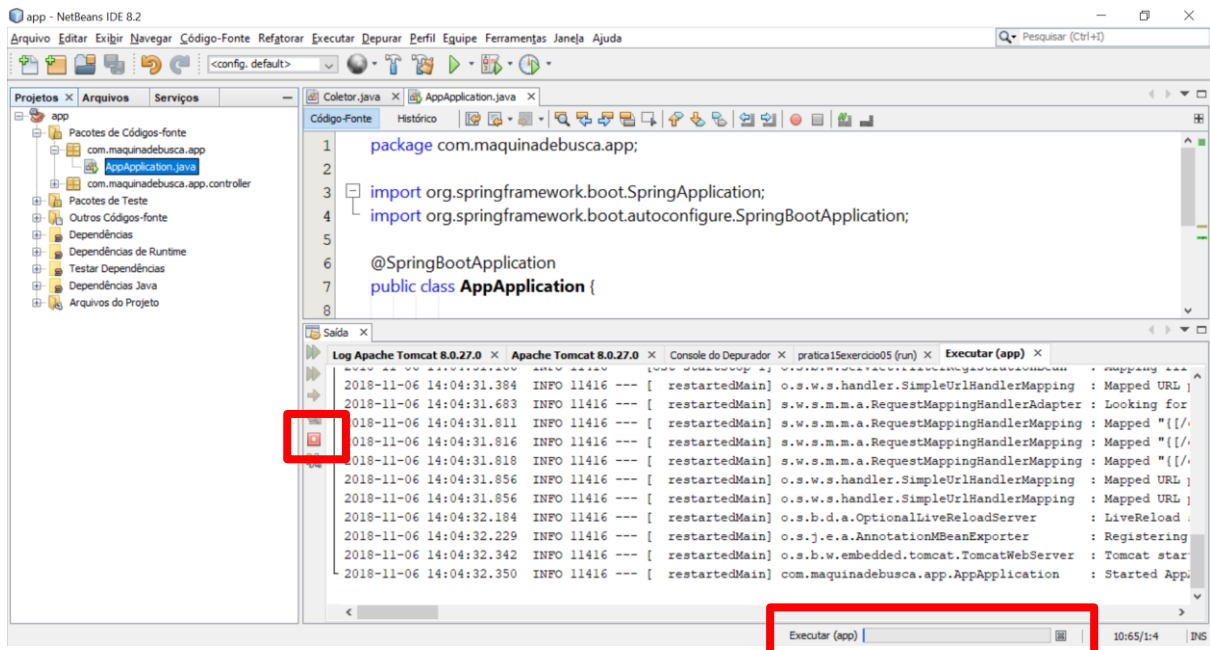 app - NetBeans IDE 8.2
Arquivo Editar Exibir Navegar Código-Fonte Refatorar Executar Depurar Perfil Equipe Ferramentas Janela Ajuda
Pesquisar (Ctrl+I)
<config. default>
Projetos Arquivos Serviços
app
Pacotes de Códigos-fonte
com.maquinadebusca.app
AppApplication.java
com.maquinadebusca.app.controller
Pacotes de Teste
Outros Códigos-fonte
Dependências
Dependências de Runtime
Testar Dependências
Dependências Java
Arquivos do Projeto
Coletor.java AppApplication.java
Código-Fonte Histórico
1 package com.maquinadebusca.app;
2
3 import org.springframework.boot.SpringApplication;
4 import org.springframework.boot.autoconfigure.SpringBootApplication;
5
6 @SpringBootApplication
7 public class AppApplication {
8
Saída
Log Apache Tomcat 8.0.27.0 Apache Tomcat 8.0.27.0 Console do Depurador pratica15exercicio05 (run) Executar (app)
2018-11-06 14:04:31.384 INFO 11416 --- [ restartedMain] o.s.w.s.handler.SimpleUrlHandlerMapping : Mapped URL
2018-11-06 14:04:31.683 INFO 11416 --- [ restartedMain] s.w.s.m.m.a.RequestMappingHandlerAdapter : Looking for
2018-11-06 14:04:31.811 INFO 11416 --- [ restartedMain] s.w.s.m.m.a.RequestMappingHandlerMapping : Mapped "{[/
2018-11-06 14:04:31.816 INFO 11416 --- [ restartedMain] s.w.s.m.m.a.RequestMappingHandlerMapping : Mapped "{[/
2018-11-06 14:04:31.818 INFO 11416 --- [ restartedMain] s.w.s.m.m.a.RequestMappingHandlerMapping : Mapped "{[/
2018-11-06 14:04:31.856 INFO 11416 --- [ restartedMain] o.s.w.s.handler.SimpleUrlHandlerMapping : Mapped URL
2018-11-06 14:04:31.856 INFO 11416 --- [ restartedMain] o.s.w.s.handler.SimpleUrlHandlerMapping : Mapped URL
2018-11-06 14:04:32.184 INFO 11416 --- [ restartedMain] o.s.b.d.a.OptionalLiveReloadServer : LiveReload
2018-11-06 14:04:32.229 INFO 11416 --- [ restartedMain] o.s.j.e.a.AnnotationMBeanExporter : Registering
2018-11-06 14:04:32.342 INFO 11416 --- [ restartedMain] o.s.b.w.embedded.tomcat.TomcatWebServer : Tomcat star
2018-11-06 14:04:32.350 INFO 11416 --- [ restartedMain] com.maquinadebusca.app.AppApplication : Started App
Executar (app) 10:65/1:4 INS